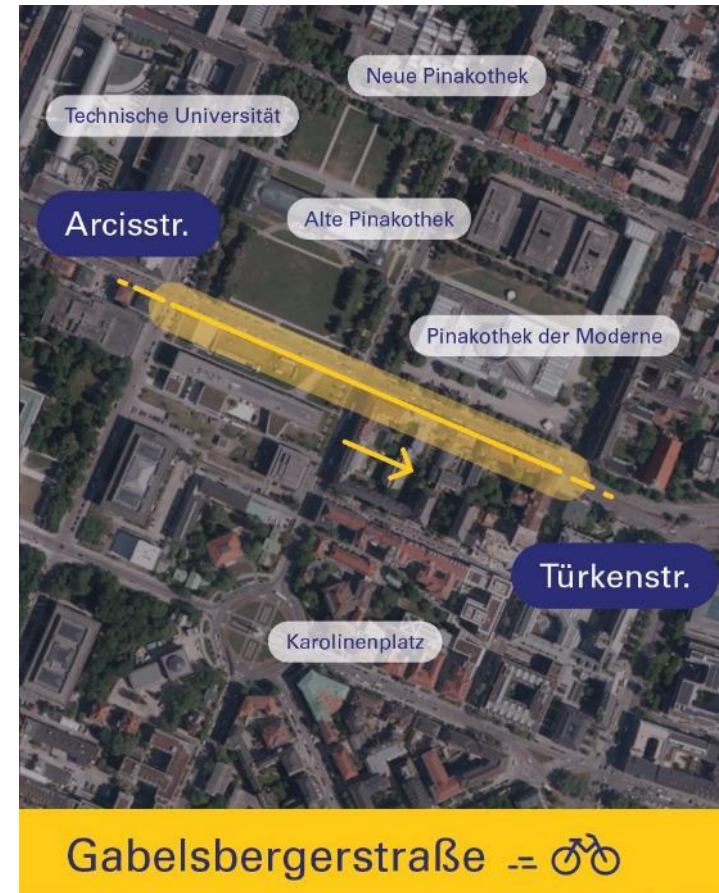 Neue Pinakothek
Technische Universität
Arcisstr.
Alte Pinakothek
Pinakothek der Moderne
Türkenstr.
Karolinenplatz
Gabelsbergerstraße